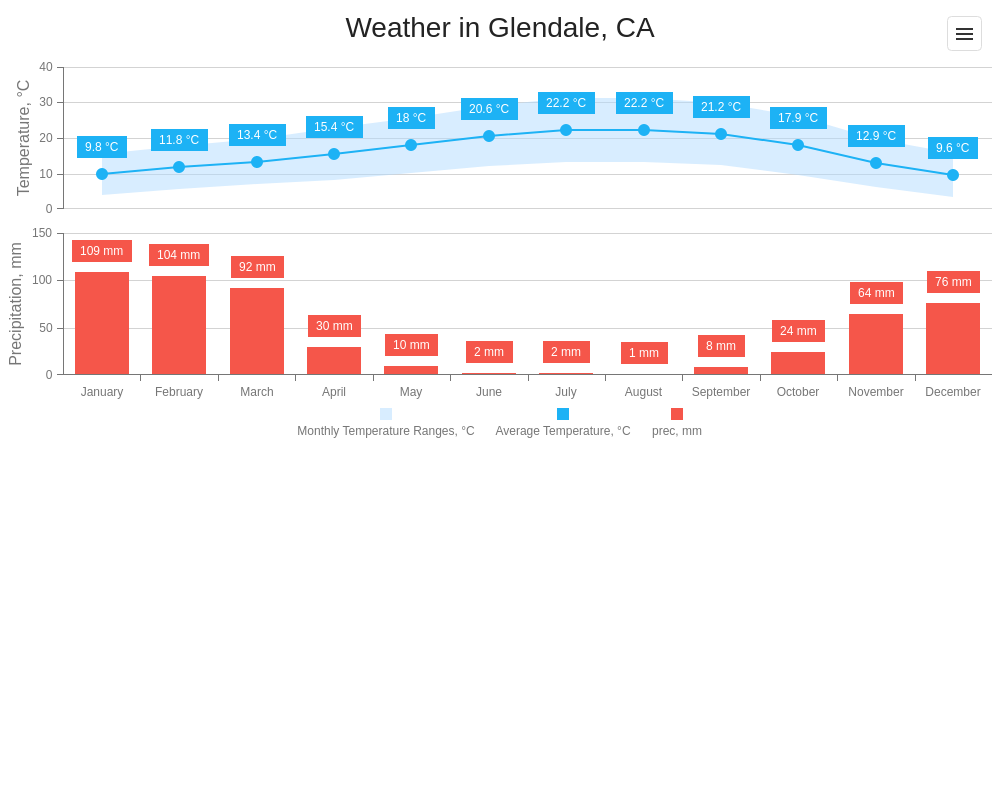 Weather in Glendale, CA
Temperature, °C
40
30
20
10
0
9.8 °C
11.8 °C
13.4 °C
15.4 °C
18 °C
20.6 °C
22.2 °C
22.2 °C
21.2 °C
17.9 °C
12.9 °C
9.6 °C
Precipitation, mm
150
100
50
0
109 mm
104 mm
92 mm
30 mm
10 mm
2 mm
2 mm
1 mm
8 mm
24 mm
64 mm
76 mm
January
February
March
April
May
June
July
August
September
October
November
December
Monthly Temperature Ranges, °C
Average Temperature, °C
prec, mm